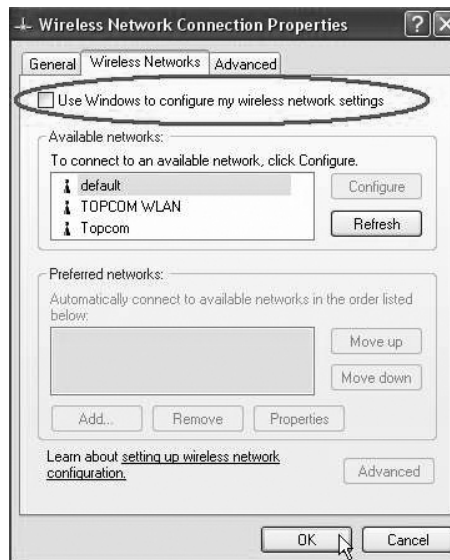 Wireless Network Connection Properties
General
Wireless Networks
Advanced
Use Windows to configure my wireless network settings
Available networks:
To connect to an available network, click Configure.
default
TOPCOM WLAN
Topcom
Configure
Refresh
Preferred networks:
Automatically connect to available networks in the order listed
below:
Move up
Move down
Add...
Remove
Properties
Learn about setting up wireless network
configuration.
Advanced
OK
Cancel